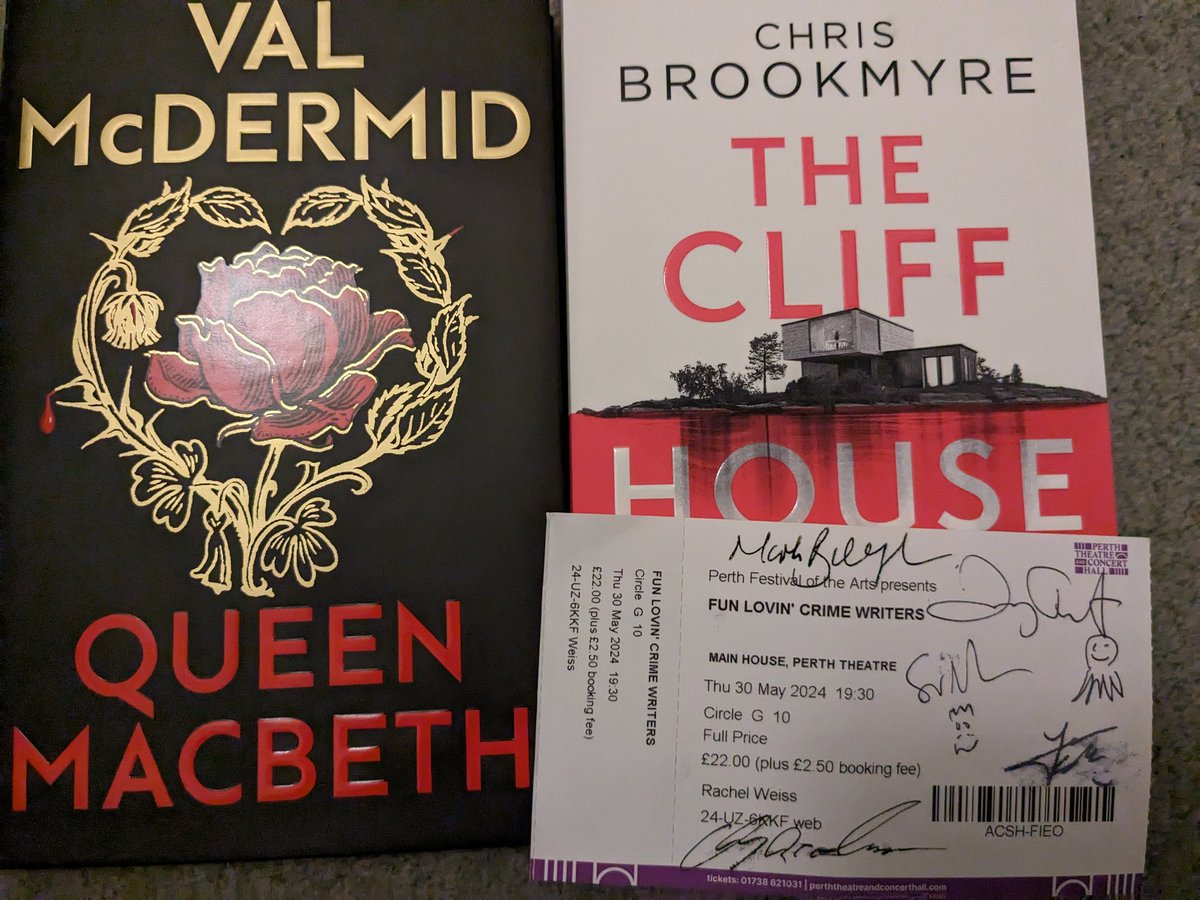 VAL
McDERMID
QUEEN
MACBETH
CHRIS
BROOKMYRE
THE
CLIFF
HOUSE
FUN LOVIN' CRIME WRITERS
Circle G 10
Thu 30 May 2024 19:30
£22.00 (plus £2.50 booking fee)
24-UZ-6KKF Weiss
PERTH
THEATRE AND CONCERT
HALL
Perth Festival of the Arts presents
FUN LOVIN' CRIME WRITERS
MAIN HOUSE, PERTH THEATRE
Thu 30 May 2024 19:30
Circle G 10
Full Price
£22.00 (plus £2.50 booking fee)
Rachel Weiss
24-UZ-6KKF web
ACSH-FIEO
tickets: 01738 621031 | perththeatreandconcerthall.com